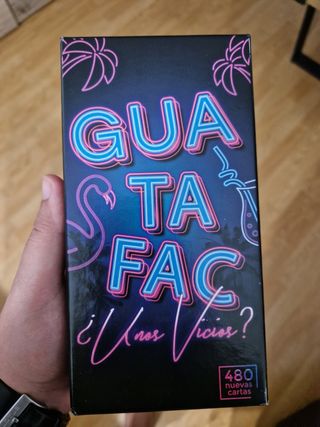 GUA
TA
FAC
¿Unos Vicios?
480
nuevas
cartas